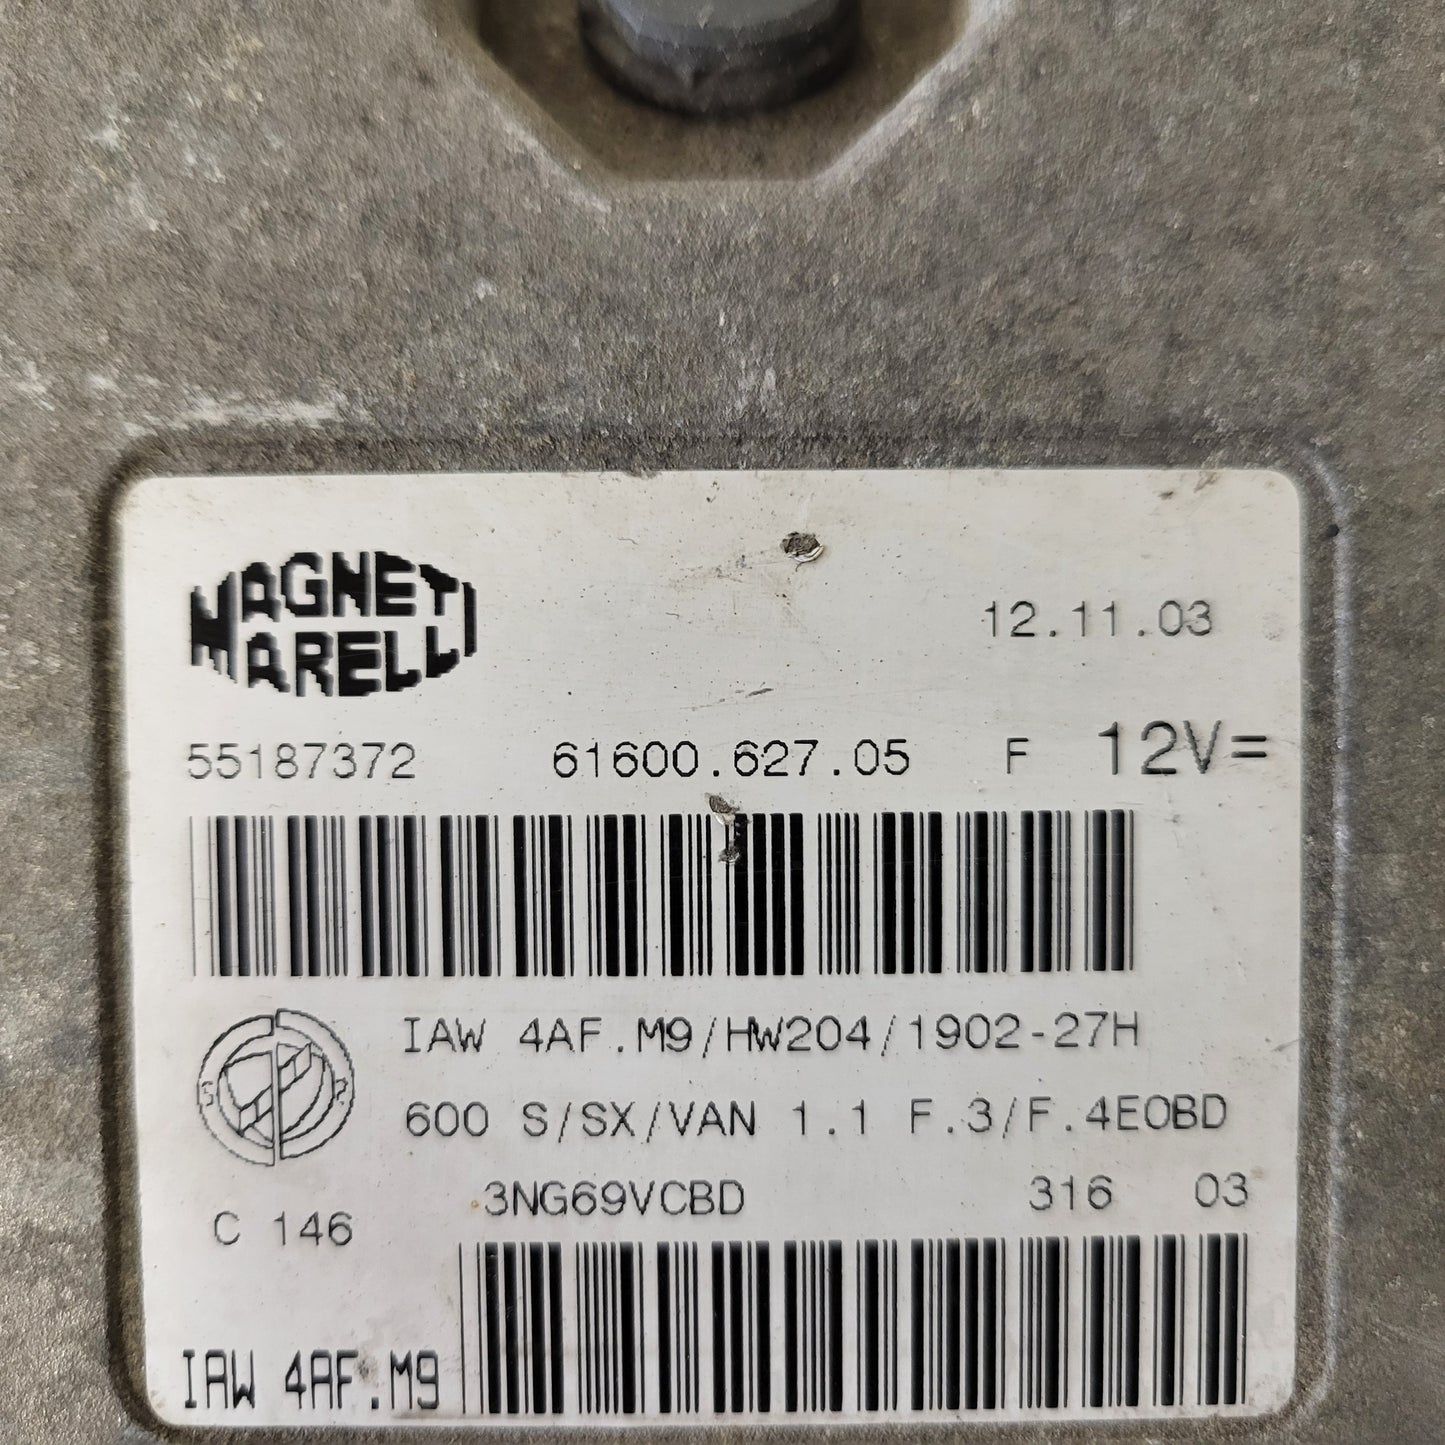 MAGNETI
MARELLI
12.11.03
55187372 61600.627.05 F 12V=
IAW 4AF.M9/HW204/1902-27H
600 S/SX/VAN 1.1 F.3/F.4EOBD
S R
3NG69VCBD 316 03
C 146
IAW 4AF.M9